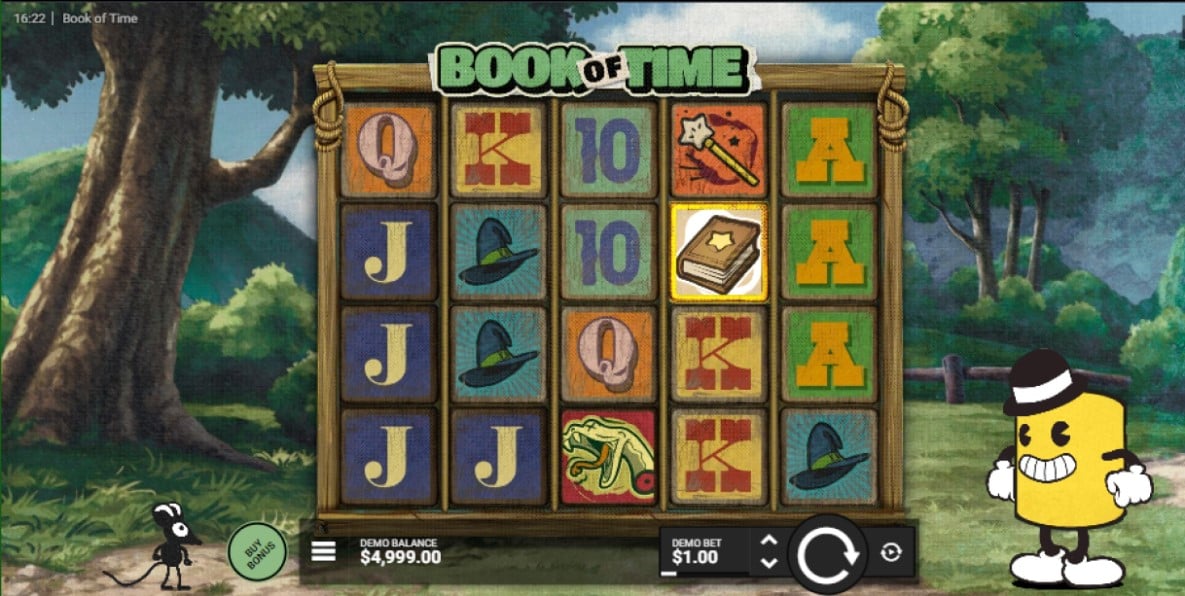 16:22 | Book of Time
BOOK OF TIME
Q K 10 A
J 10 A
J Q K A
J J K
BUY BONUS
DEMO BALANCE
$4,999.00
DEMO BET
$1.00